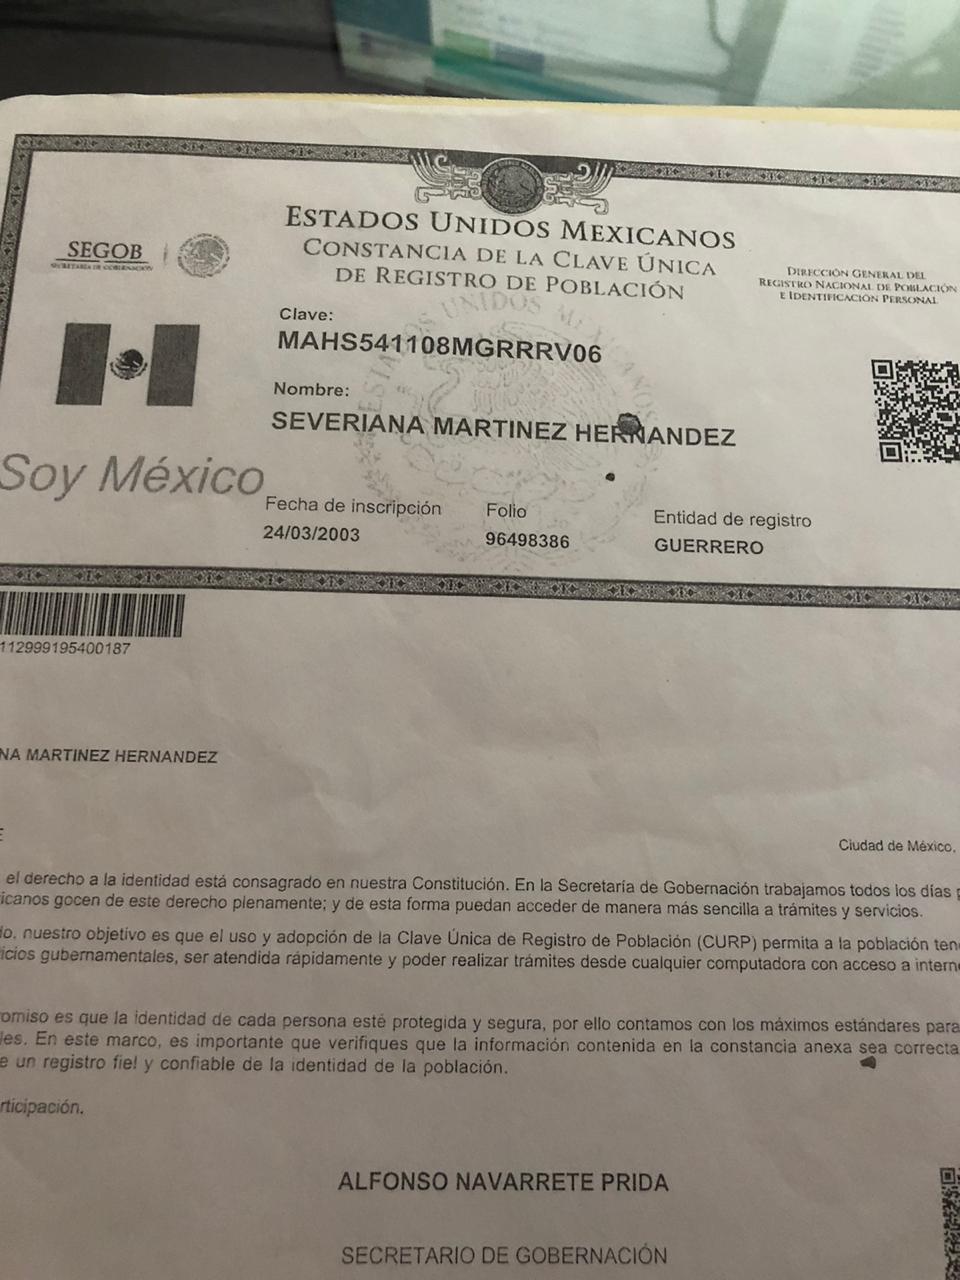 ESTADOS UNIDOS MEXICANOS
CONSTANCIA DE LA CLAVE ÚNICA
DE REGISTRO DE POBLACIÓN
SEGOB
SECRETARÍA DE GOBERNACIÓN
DIRECCIÓN GENERAL DEL
REGISTRO NACIONAL DE POBLACIÓN
E IDENTIFICACIÓN PERSONAL
Clave:
MAHS541108MGRRRV06
Nombre:
SEVERIANA MARTINEZ HERNANDEZ
Soy México
Fecha de inscripción
24/03/2003
Folio
96498386
Entidad de registro
GUERRERO
112999195400187
NA MARTINEZ HERNANDEZ
Ciudad de México,
el derecho a la identidad está consagrado en nuestra Constitución. En la Secretaría de Gobernación trabajamos todos los días
icanos gocen de este derecho plenamente; y de esta forma puedan acceder de manera más sencilla a trámites y servicios.
do, nuestro objetivo es que el uso y adopción de la Clave Única de Registro de Población (CURP) permita a la población ten
icios gubernamentales, ser atendida rápidamente y poder realizar trámites desde cualquier computadora con acceso a intern
omiso es que la identidad de cada persona esté protegida y segura, por ello contamos con los máximos estándares para
les. En este marco, es importante que verifiques que la información contenida en la constancia anexa sea correcta
e un registro fiel y confiable de la identidad de la población.
rticipación.
ALFONSO NAVARRETE PRIDA
SECRETARIO DE GOBERNACIÓN